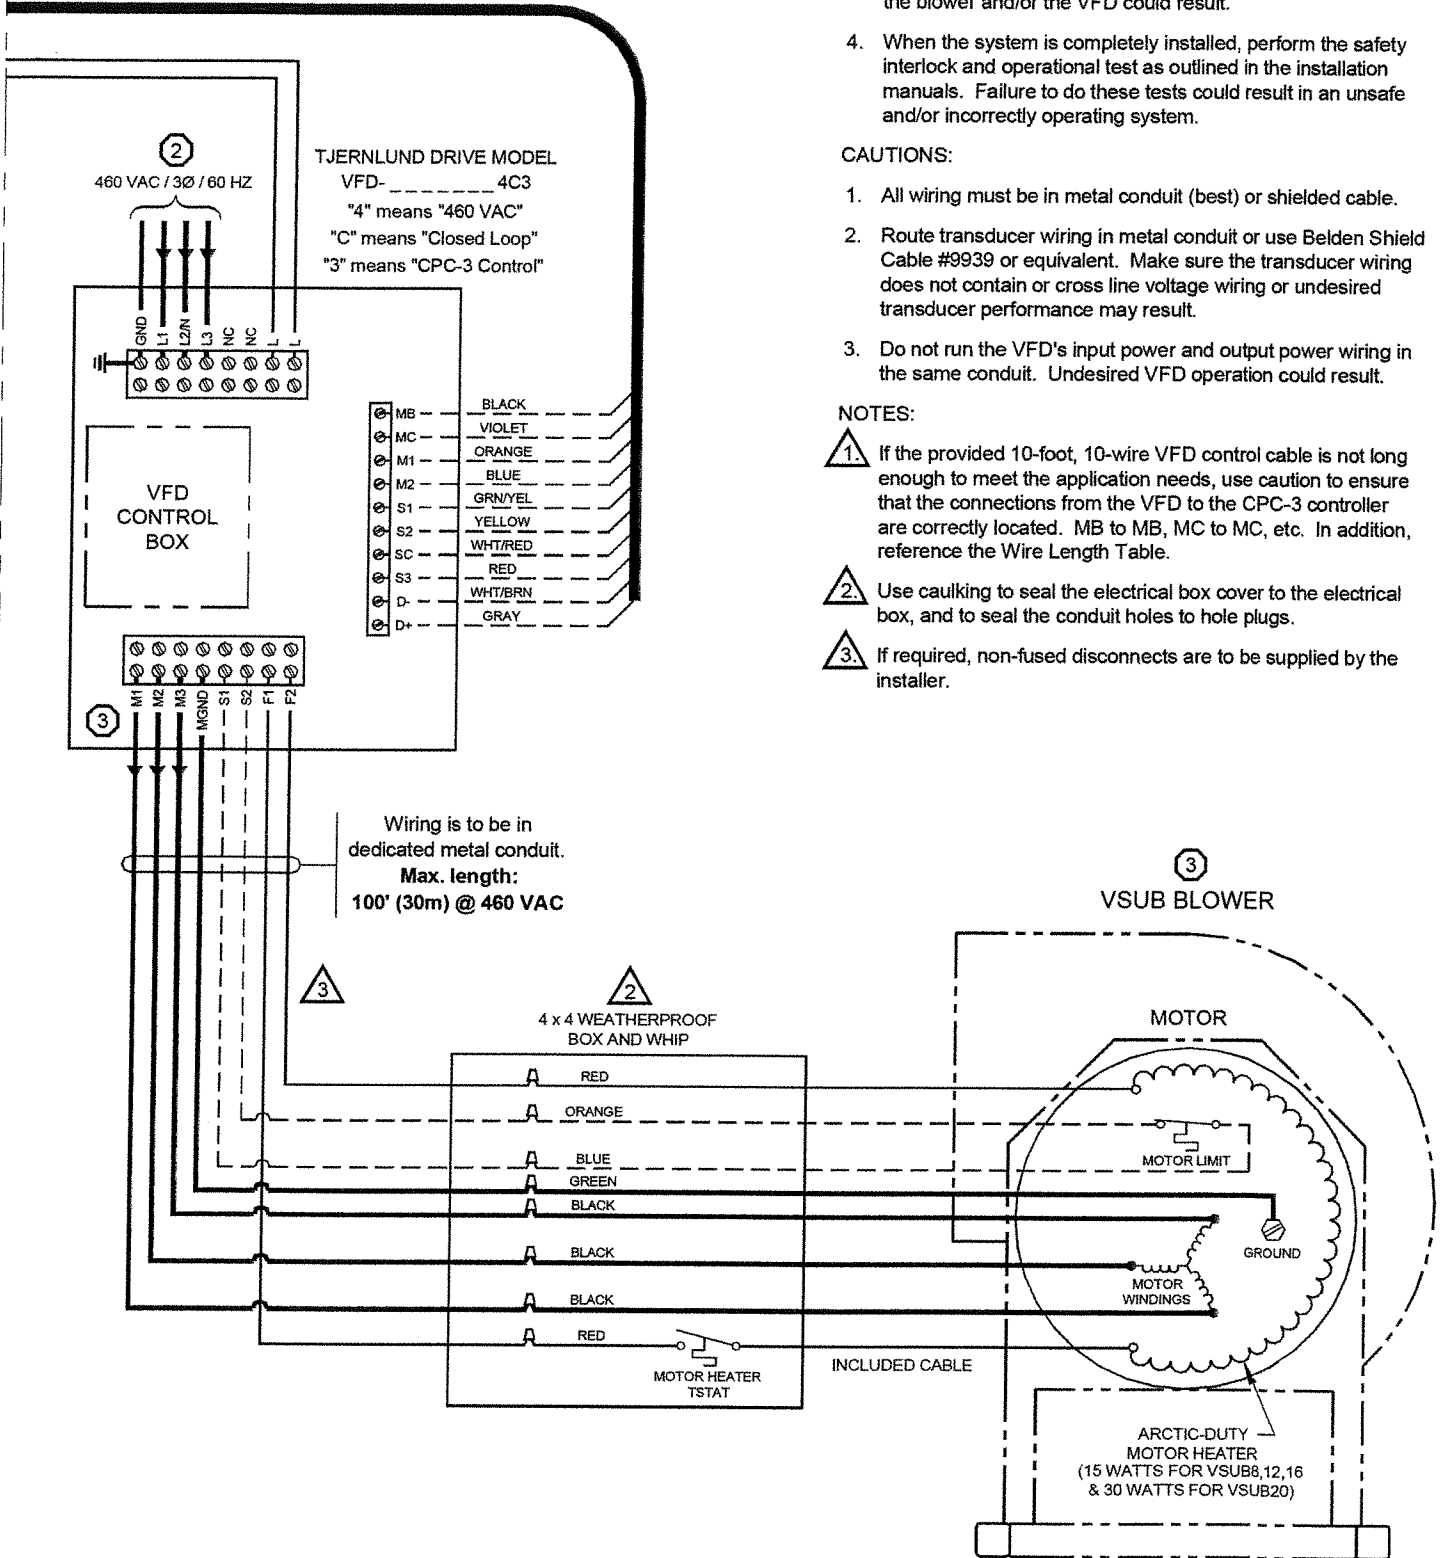 the blower and/or the VFD could result.
4. When the system is completely installed, perform the safety
interlock and operational test as outlined in the installation
manuals. Failure to do these tests could result in an unsafe
and/or incorrectly operating system.
CAUTIONS:
1. All wiring must be in metal conduit (best) or shielded cable.
2. Route transducer wiring in metal conduit or use Belden Shield
Cable #9939 or equivalent. Make sure the transducer wiring
does not contain or cross line voltage wiring or undesired
transducer performance may result.
3. Do not run the VFD's input power and output power wiring in
the same conduit. Undesired VFD operation could result.
NOTES:
1. If the provided 10-foot, 10-wire VFD control cable is not long
enough to meet the application needs, use caution to ensure
that the connections from the VFD to the CPC-3 controller
are correctly located. MB to MB, MC to MC, etc. In addition,
reference the Wire Length Table.
2. Use caulking to seal the electrical box cover to the electrical
box, and to seal the conduit holes to hole plugs.
3. If required, non-fused disconnects are to be supplied by the
installer.
2
460 VAC / 3Ø / 60 HZ
TJERNLUND DRIVE MODEL
VFD-_ _ _ _ _ _ _ 4C3
"4" means "460 VAC"
"C" means "Closed Loop"
"3" means "CPC-3 Control"
GND
L1
L2/N
L3
NC
NC
L
L
MB BLACK
MC VIOLET
M1 ORANGE
M2 BLUE
S1 GRN/YEL
S2 YELLOW
SC WHT/RED
S3 RED
D- WHT/BRN
D+ GRAY
VFD
CONTROL
BOX
M1
M2
M3
MGND
S1
S2
F1
F2
3
Wiring is to be in
dedicated metal conduit.
Max. length:
100' (30m) @ 460 VAC
3
2
4 x 4 WEATHERPROOF
BOX AND WHIP
RED
ORANGE
BLUE
GREEN
BLACK
BLACK
BLACK
RED
MOTOR HEATER
TSTAT
INCLUDED CABLE
3
VSUB BLOWER
MOTOR
MOTOR LIMIT
GROUND
MOTOR
WINDINGS
ARCTIC-DUTY
MOTOR HEATER
(15 WATTS FOR VSUB8,12,16
& 30 WATTS FOR VSUB20)